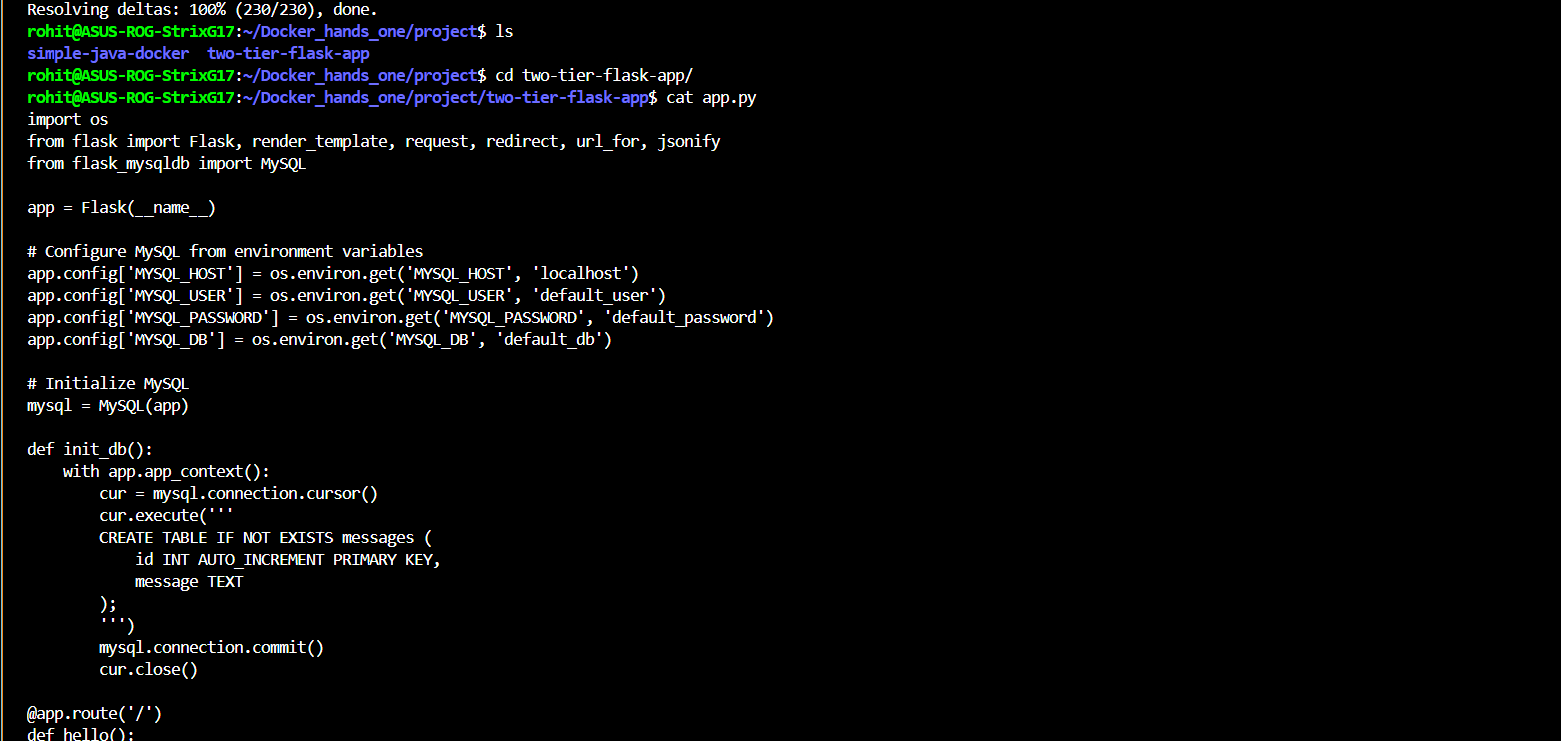 Resolving deltas: 100% (230/230), done.
rohit@ASUS-ROG-StrixG17:~/Docker_hands_one/project$ ls
simple-java-docker  two-tier-flask-app
rohit@ASUS-ROG-StrixG17:~/Docker_hands_one/project$ cd two-tier-flask-app/
rohit@ASUS-ROG-StrixG17:~/Docker_hands_one/project/two-tier-flask-app$ cat app.py
import os
from flask import Flask, render_template, request, redirect, url_for, jsonify
from flask_mysqldb import MySQL

app = Flask(__name__)

# Configure MySQL from environment variables
app.config['MYSQL_HOST'] = os.environ.get('MYSQL_HOST', 'localhost')
app.config['MYSQL_USER'] = os.environ.get('MYSQL_USER', 'default_user')
app.config['MYSQL_PASSWORD'] = os.environ.get('MYSQL_PASSWORD', 'default_password')
app.config['MYSQL_DB'] = os.environ.get('MYSQL_DB', 'default_db')

# Initialize MySQL
mysql = MySQL(app)

def init_db():
    with app.app_context():
        cur = mysql.connection.cursor()
        cur.execute('''
        CREATE TABLE IF NOT EXISTS messages (
            id INT AUTO_INCREMENT PRIMARY KEY,
            message TEXT
        );
        ''')
        mysql.connection.commit()
        cur.close()

@app.route('/')
def hello():